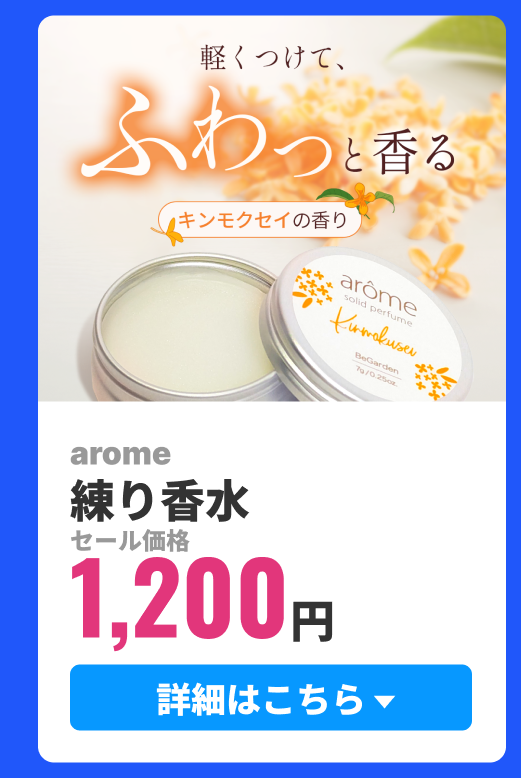 軽くつけて、
ふわっと香る
キンモクセイの香り
arôme
solid perfume
Kinmokusei
BeGarden
7g / 0.25oz.
arome
練り香水
セール価格
1,200円
詳細はこちら